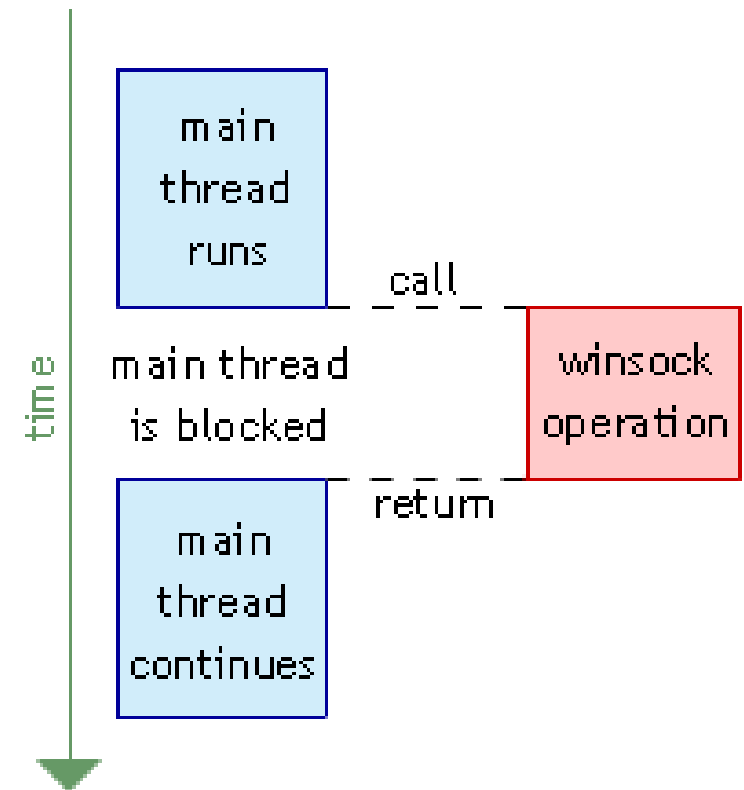 main
thread
runs
call
main thread
is blocked
winsock
operation
time
return
main
thread
continues